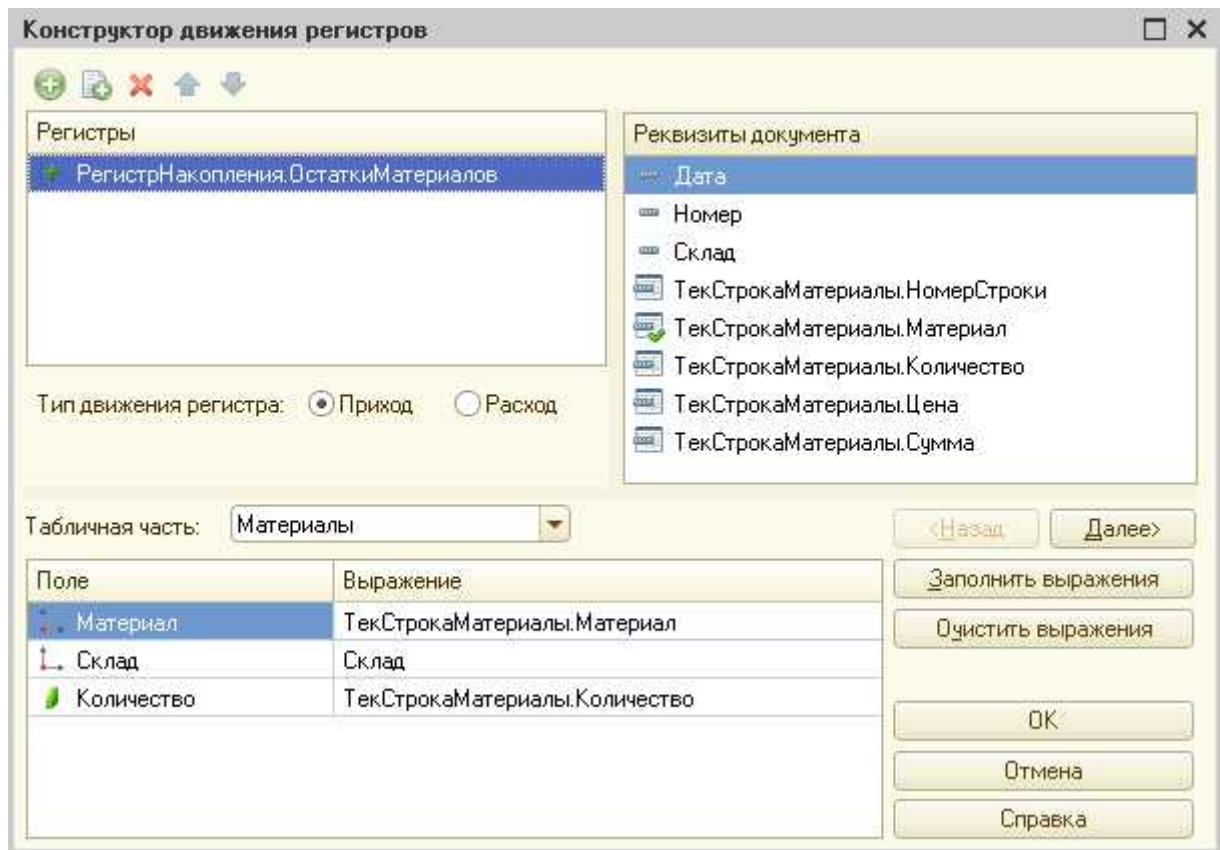 Конструктор движения регистров
Регистры
РегистрНакопления.ОстаткиМатериалов
Реквизиты документа
Дата
Номер
Склад
ТекСтрокаМатериалы.НомерСтроки
ТекСтрокаМатериалы.Материал
ТекСтрокаМатериалы.Количество
ТекСтрокаМатериалы.Цена
ТекСтрокаМатериалы.Сумма
Тип движения регистра: Приход Расход
Табличная часть: Материалы
<Назад Далее>
Поле Выражение
Материал ТекСтрокаМатериалы.Материал
Склад Склад
Количество ТекСтрокаМатериалы.Количество
Заполнить выражения
Очистить выражения
OK
Отмена
Справка